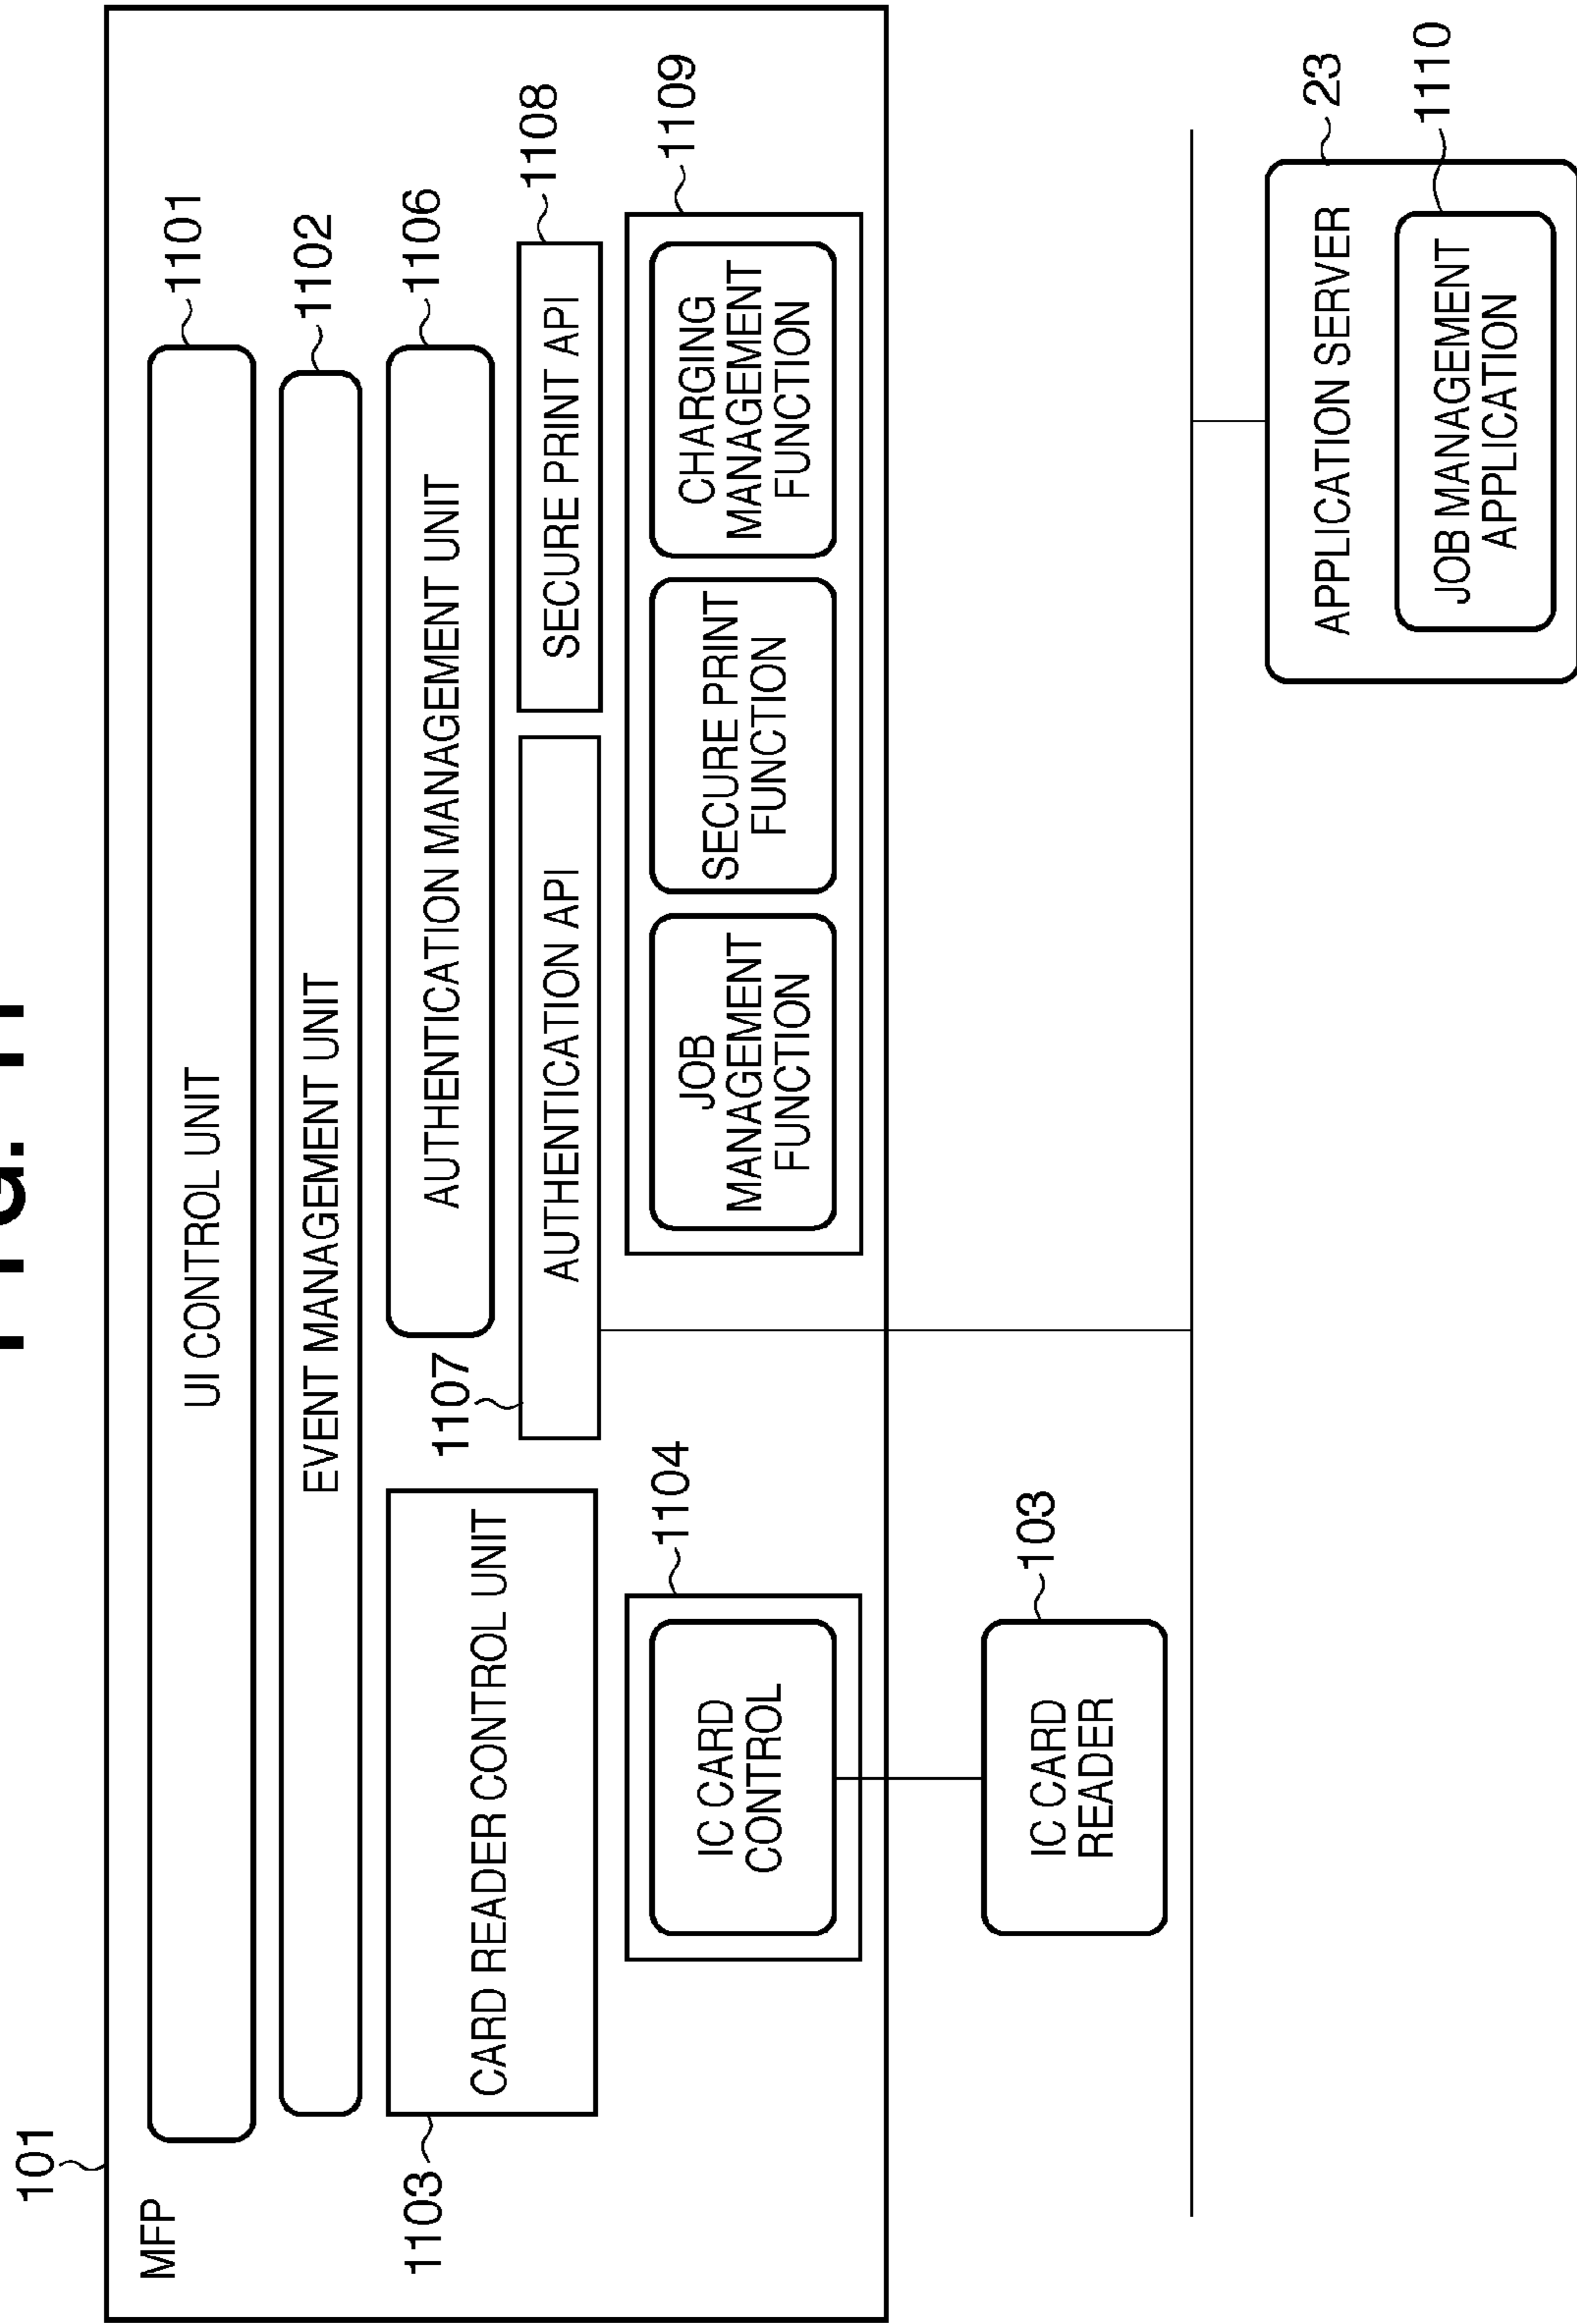 101
MFP
UI CONTROL UNIT
1101
EVENT MANAGEMENT UNIT
1102
1103
CARD READER CONTROL UNIT
AUTHENTICATION MANAGEMENT UNIT
1106
1107
AUTHENTICATION API
SECURE PRINT API
1108
1104
IC CARD
CONTROL
JOB
MANAGEMENT
FUNCTION
SECURE PRINT
FUNCTION
CHARGING
MANAGEMENT
FUNCTION
1109
IC CARD
READER
103
APPLICATION SERVER
23
JOB MANAGEMENT
APPLICATION
1110